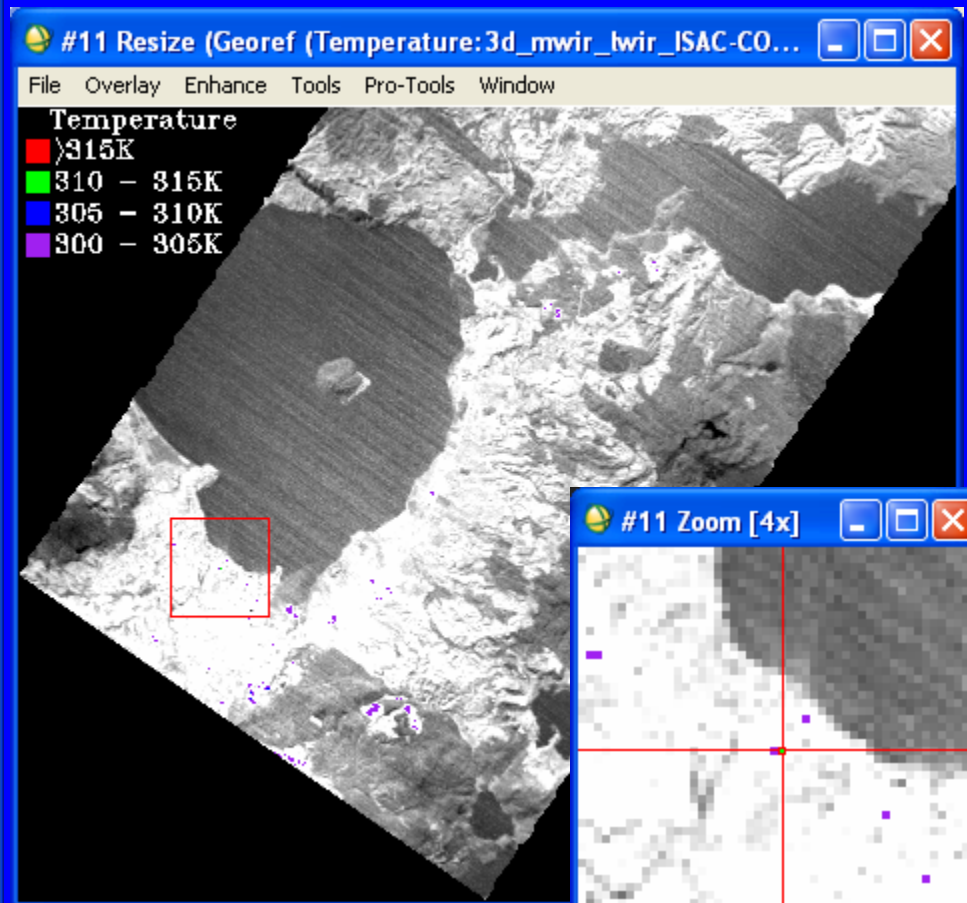 #11 Resize (Georef (Temperature:3d_mwir_lwir_ISAC-CO...
File Overlay Enhance Tools Pro-Tools Window
Temperature
>315K
310 - 315K
305 - 310K
300 - 305K
#11 Zoom [4x]